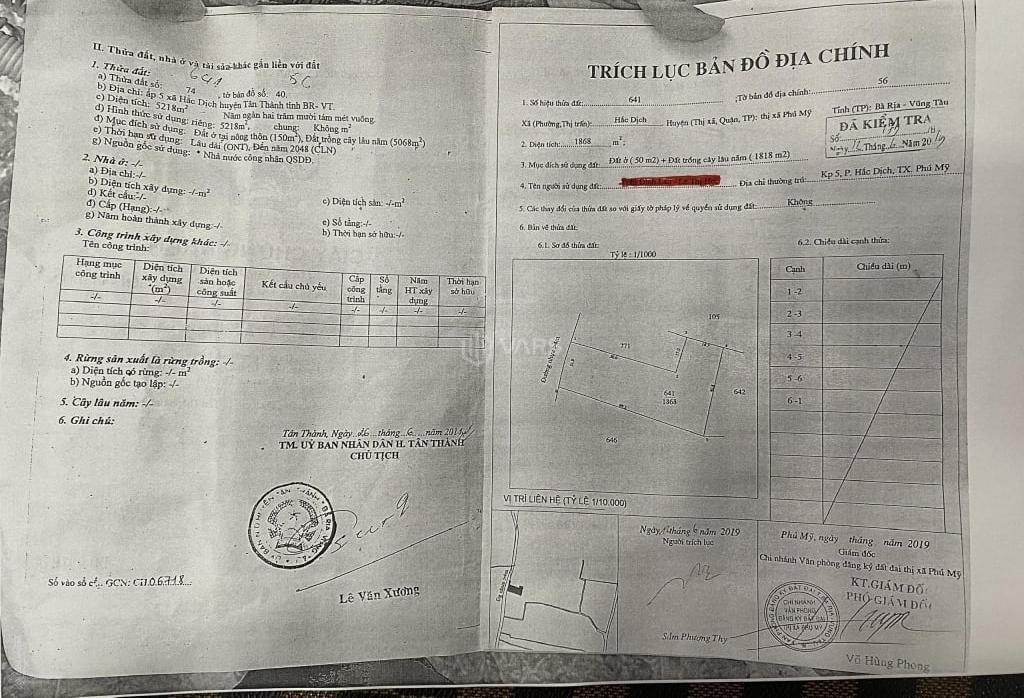 II. Thửa đất, nhà ở và tài sản khác gắn liền với đất
1. Thửa đất: 641 56
a) Thửa đất số: 74 , tờ bản đồ số: 40.
b) Địa chỉ: ấp 5 xã Hắc Dịch huyện Tân Thành tỉnh BR- VT.
c) Diện tích: 5218m² Năm ngàn hai trăm mười tám mét vuông.
d) Hình thức sử dụng: riêng: 5218m², chung: Không m²
đ) Mục đích sử dụng: Đất ở tại nông thôn (150m²), Đất trồng cây lâu năm (5068m²)
e) Thời hạn sử dụng: Lâu dài (ONT), Đến năm 2048 (CLN)
g) Nguồn gốc sử dụng: * Nhà nước công nhận QSDĐ.
2. Nhà ở: -/-
a) Địa chỉ:-/-
b) Diện tích xây dựng: -/-m²
c) Diện tích sàn: -/-m²
d) Kết cấu:-/-
đ) Cấp (Hạng):-/-
e) Số tầng:-/-
g) Năm hoàn thành xây dựng:-/-
h) Thời hạn sở hữu:-/-
3. Công trình xây dựng khác: -/-
Tên công trình:
Hạng mục công trình
Diện tích xây dựng (m²)
Diện tích sàn hoặc công suất
Kết cấu chủ yếu
Cấp công trình
Số tầng
Năm HT xây dựng
Thời hạn sở hữu
-/- -/- -/- -/- -/- -/- -/- -/-
4. Rừng sản xuất là rừng trồng: -/-
a) Diện tích có rừng: -/- m²
b) Nguồn gốc tạo lập: -/-
5. Cây lâu năm: -/-
6. Ghi chú:
TM. UỶ BAN NHÂN DÂN H. TÂN THÀNH
CHỦ TỊCH
Lê Văn Xương
Số vào sổ cấp GCN: CH.06718
TRÍCH LỤC BẢN ĐỒ ĐỊA CHÍNH
1. Số hiệu thửa đất: 641 ;Tờ bản đồ địa chính: 56
Xã (Phường,Thị trấn): Hắc Dịch Huyện (Thị xã, Quận, TP): thị xã Phú Mỹ Tỉnh (TP): Bà Rịa - Vũng Tàu
ĐÃ KIỂM TRA
2. Diện tích: 1868 m²;
3. Mục đích sử dụng đất: Đất ở ( 50 m2) + Đất trồng cây lâu năm ( 1818 m2)
4. Tên người sử dụng đất: Địa chỉ thường trú: Kp 5, P. Hắc Dịch, TX. Phú Mỹ
5. Các thay đổi của thửa đất so với giấy tờ pháp lý về quyền sử dụng đất: Không
6. Bản vẽ thửa đất:
6.1. Sơ đồ thửa đất:
6.2. Chiều dài cạnh thửa:
Tỷ lệ : 1/1000
Cạnh Chiều dài (m)
1 -2
2 -3
3 -4
4 -5
5 -6
6 -1
105
771
642
641
1868
646
VỊ TRÍ LIÊN HỆ (TỶ LỆ 1/10.000)
Người trích lục
Sầm Phương Thy
Phú Mỹ, ngày tháng năm 2019
Giám đốc
Chi nhánh Văn phòng đăng ký đất đai thị xã Phú Mỹ
KT.GIÁM ĐỐC
PHÓ GIÁM ĐỐC
CHI NHÁNH
VĂN PHÒNG
ĐĂNG KÝ ĐẤT ĐAI
THỊ XÃ PHÚ MỸ
Võ Hùng Phong